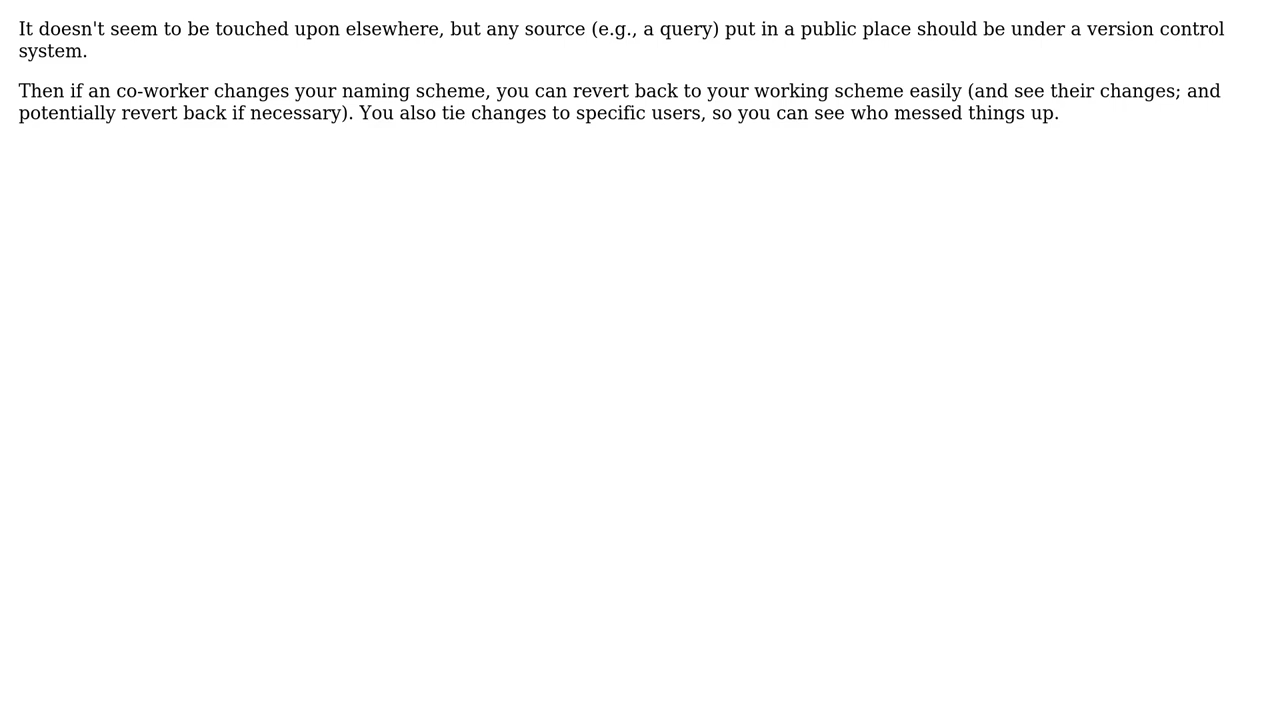 It doesn't seem to be touched upon elsewhere, but any source (e.g., a query) put in a public place should be under a version control
system.
Then if an co-worker changes your naming scheme, you can revert back to your working scheme easily (and see their changes; and
potentially revert back if necessary). You also tie changes to specific users, so you can see who messed things up.